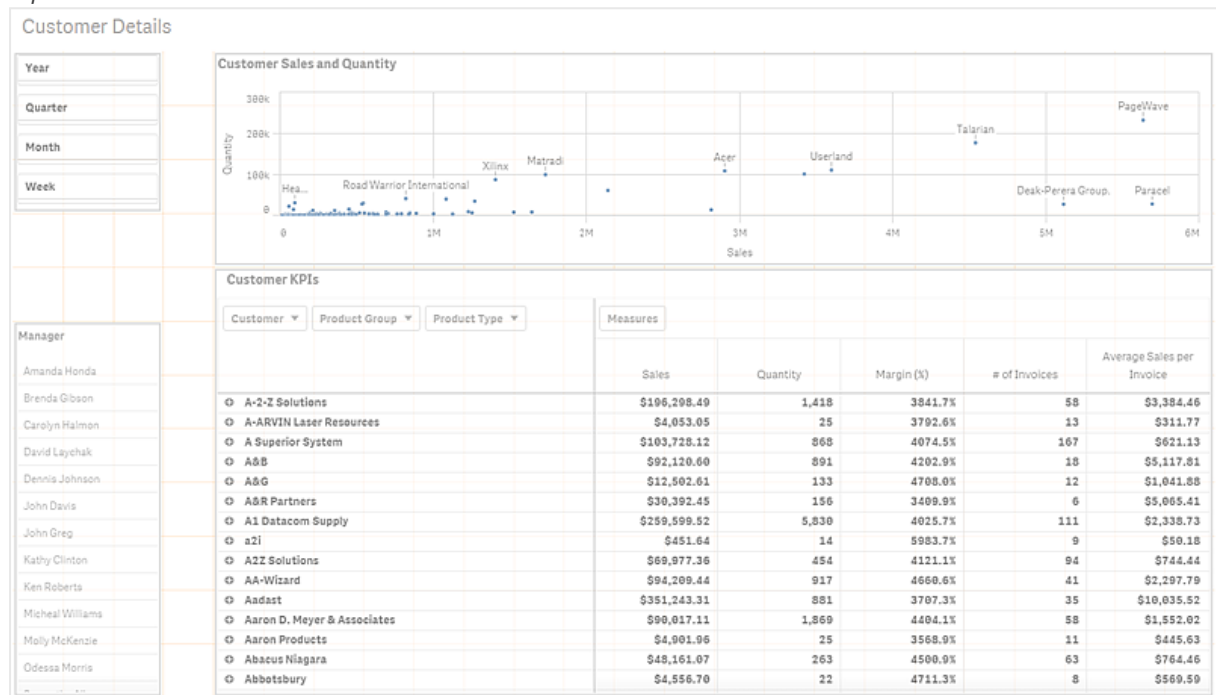 Customer Details
Year
Quarter
Month
Week
Manager
Amanda Honda
Brenda Gibson
Carolyn Halmon
David Laychak
Dennis Johnson
John Davis
John Greg
Kathy Clinton
Ken Roberts
Micheal Williams
Molly McKenzie
Odessa Morris
Customer Sales and Quantity
Quantity
300k
200k
100k
0
PageWave
Talarian
Acer
Userland
Xilinx
Matradi
Hea...
Road Warrior International
Deak-Perera Group.
Paracel
0 1M 2M 3M 4M 5M 6M
Sales
Customer KPIs
Customer Product Group Product Type Measures
Sales Quantity Margin (%) # of Invoices Average Sales per Invoice
A-2-Z Solutions $196,298.49 1,418 3841.7% 58 $3,384.46
A-ARVIN Laser Resources $4,053.05 25 3792.6% 13 $311.77
A Superior System $103,728.12 868 4074.5% 167 $621.13
A&B $92,120.60 891 4202.9% 18 $5,117.81
A&G $12,502.61 133 4708.0% 12 $1,041.88
A&R Partners $30,392.45 156 3409.9% 6 $5,065.41
A1 Datacom Supply $259,599.52 5,830 4025.7% 111 $2,338.73
a2i $451.64 14 5983.7% 9 $50.18
A2Z Solutions $69,977.36 454 4121.1% 94 $744.44
AA-Wizard $94,209.44 917 4660.6% 41 $2,297.79
Aadast $351,243.31 881 3707.3% 35 $10,035.52
Aaron D. Meyer & Associates $90,017.11 1,869 4404.1% 58 $1,552.02
Aaron Products $4,901.96 25 3568.9% 11 $445.63
Abacus Niagara $48,161.07 263 4500.9% 63 $764.46
Abbotsbury $4,556.70 22 4711.3% 8 $569.59